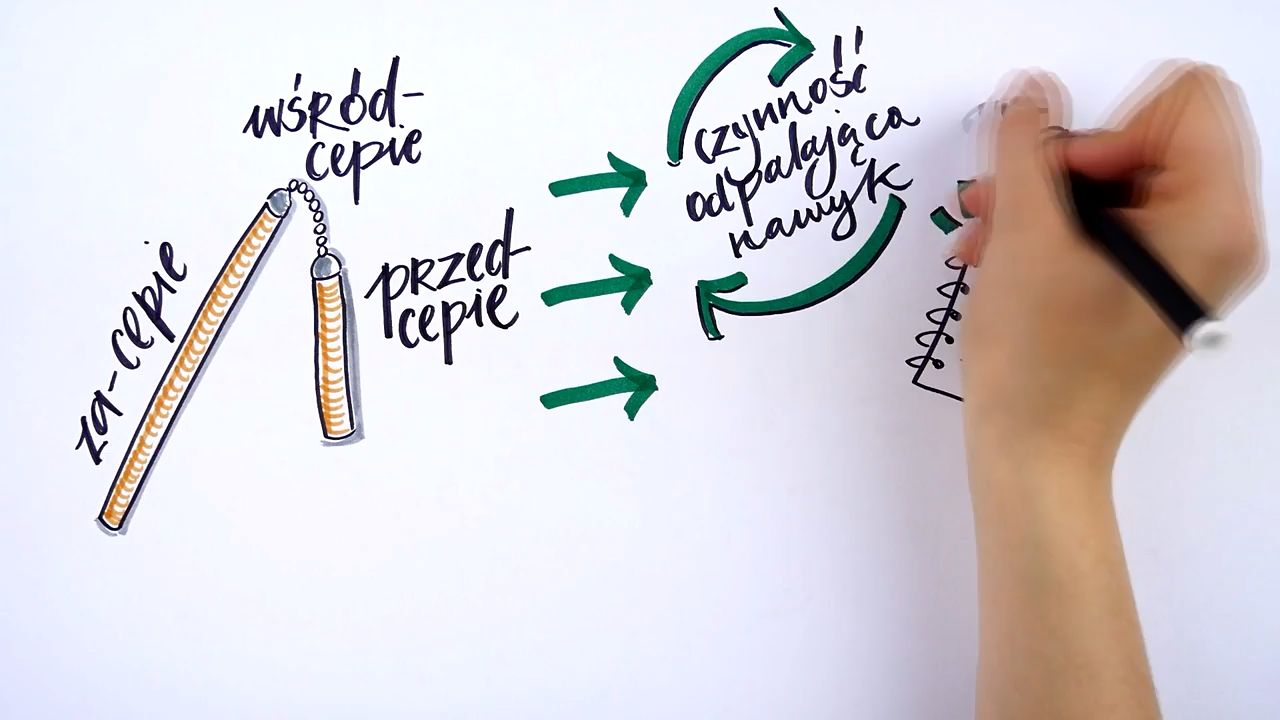 wśród-
cepie
za-cepie
przed
cepie
czynność
odpalająca
nawyk